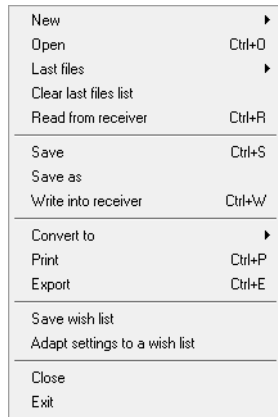 New
Open Ctrl+O
Last files
Clear last files list
Read from receiver Ctrl+R
Save Ctrl+S
Save as
Write into receiver Ctrl+W
Convert to
Print Ctrl+P
Export Ctrl+E
Save wish list
Adapt settings to a wish list
Close
Exit